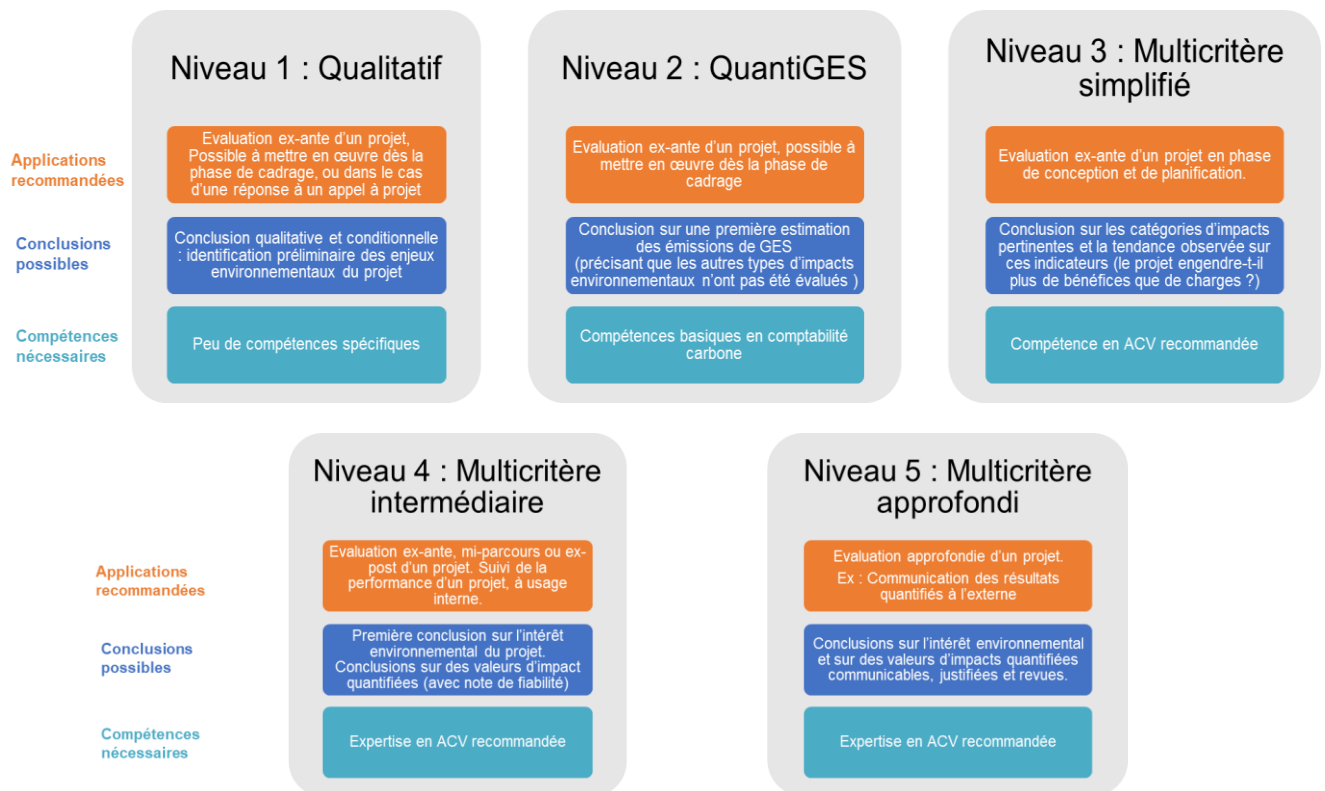 Niveau 1 : Qualitatif
Niveau 2 : QuantiGES
Niveau 3 : Multicritère
simplifié
Applications
recommandées
Evaluation ex-ante d'un projet,
Possible à mettre en œuvre dès la
phase de cadrage, ou dans le cas
d'une réponse à un appel à projet
Evaluation ex-ante d'un projet, possible à
mettre en œuvre dès la phase de
cadrage
Evaluation ex-ante d'un projet en phase
de conception et de planification.
Conclusions
possibles
Conclusion qualitative et conditionnelle
: identification préliminaire des enjeux
environnementaux du projet
Conclusion sur une première estimation
des émissions de GES
(précisant que les autres types d'impacts
environnementaux n'ont pas été évalués )
Conclusion sur les catégories d'impacts
pertinentes et la tendance observée sur
ces indicateurs (le projet engendre-t-il
plus de bénéfices que de charges ?)
Compétences
nécessaires
Peu de compétences spécifiques
Compétences basiques en comptabilité
carbone
Compétence en ACV recommandée
Niveau 4 : Multicritère
intermédiaire
Niveau 5 : Multicritère
approfondi
Applications
recommandées
Evaluation ex-ante, mi-parcours ou ex-
post d'un projet. Suivi de la
performance d'un projet, à usage
interne.
Evaluation approfondie d'un projet.
Ex : Communication des résultats
quantifiés à l'externe
Conclusions
possibles
Première conclusion sur l'intérêt
environnemental du projet.
Conclusions sur des valeurs d'impact
quantifiées (avec note de fiabilité)
Conclusions sur l'intérêt environnemental
et sur des valeurs d'impacts quantifiées
communicables, justifiées et revues.
Compétences
nécessaires
Expertise en ACV recommandée
Expertise en ACV recommandée